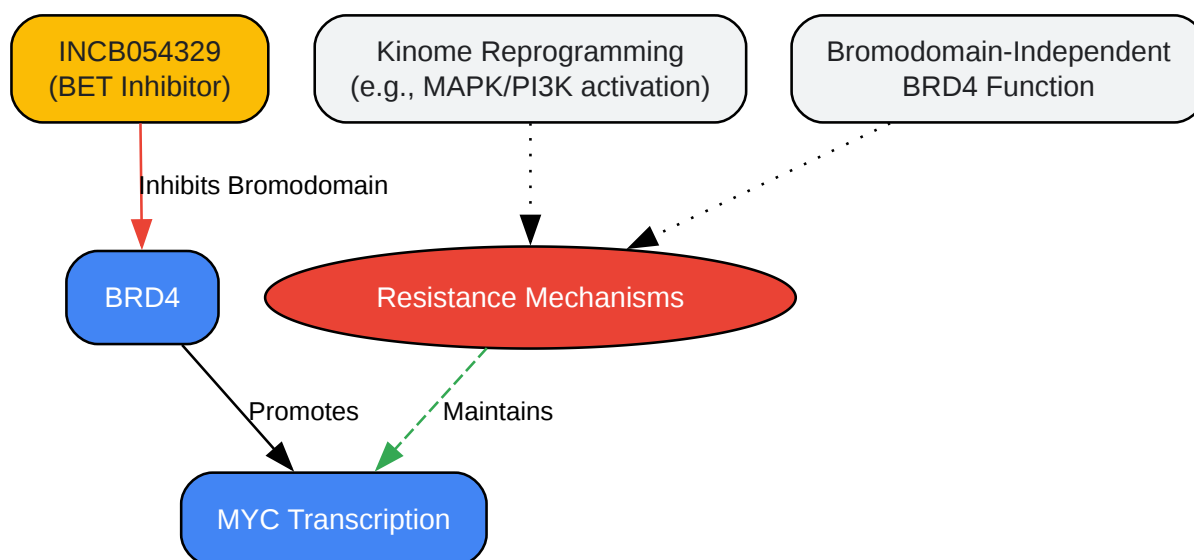 INCB054329
(BET Inhibitor)
Kinome Reprogramming
(e.g., MAPK/PI3K activation)
Bromodomain-Independent
BRD4 Function
Inhibits Bromodomain
BRD4
Resistance Mechanisms
Promotes
Maintains
MYC Transcription